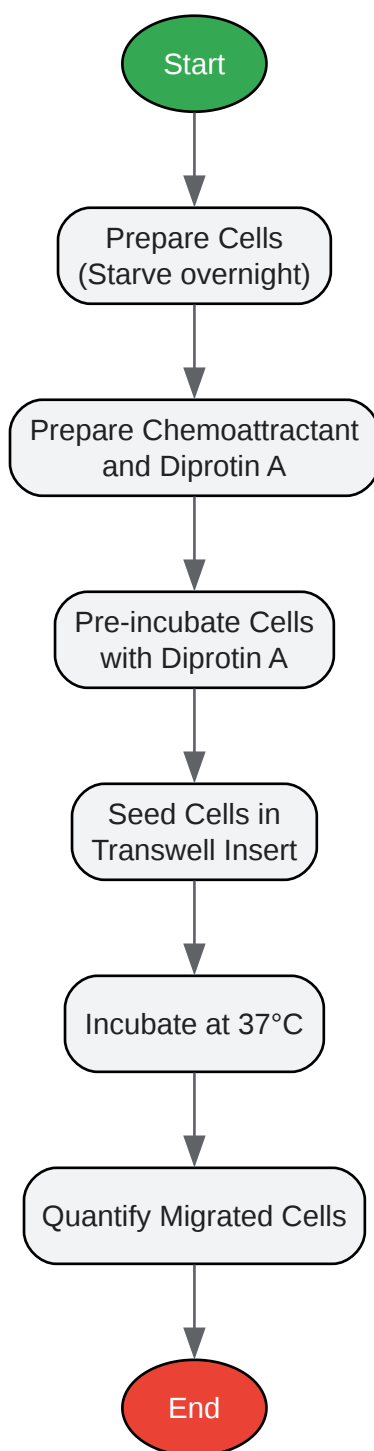 Start
Prepare Cells
(Starve overnight)
Prepare Chemoattractant
and Diprotin A
Pre-incubate Cells
with Diprotin A
Seed Cells in
Transwell Insert
Incubate at 37°C
Quantify Migrated Cells
End